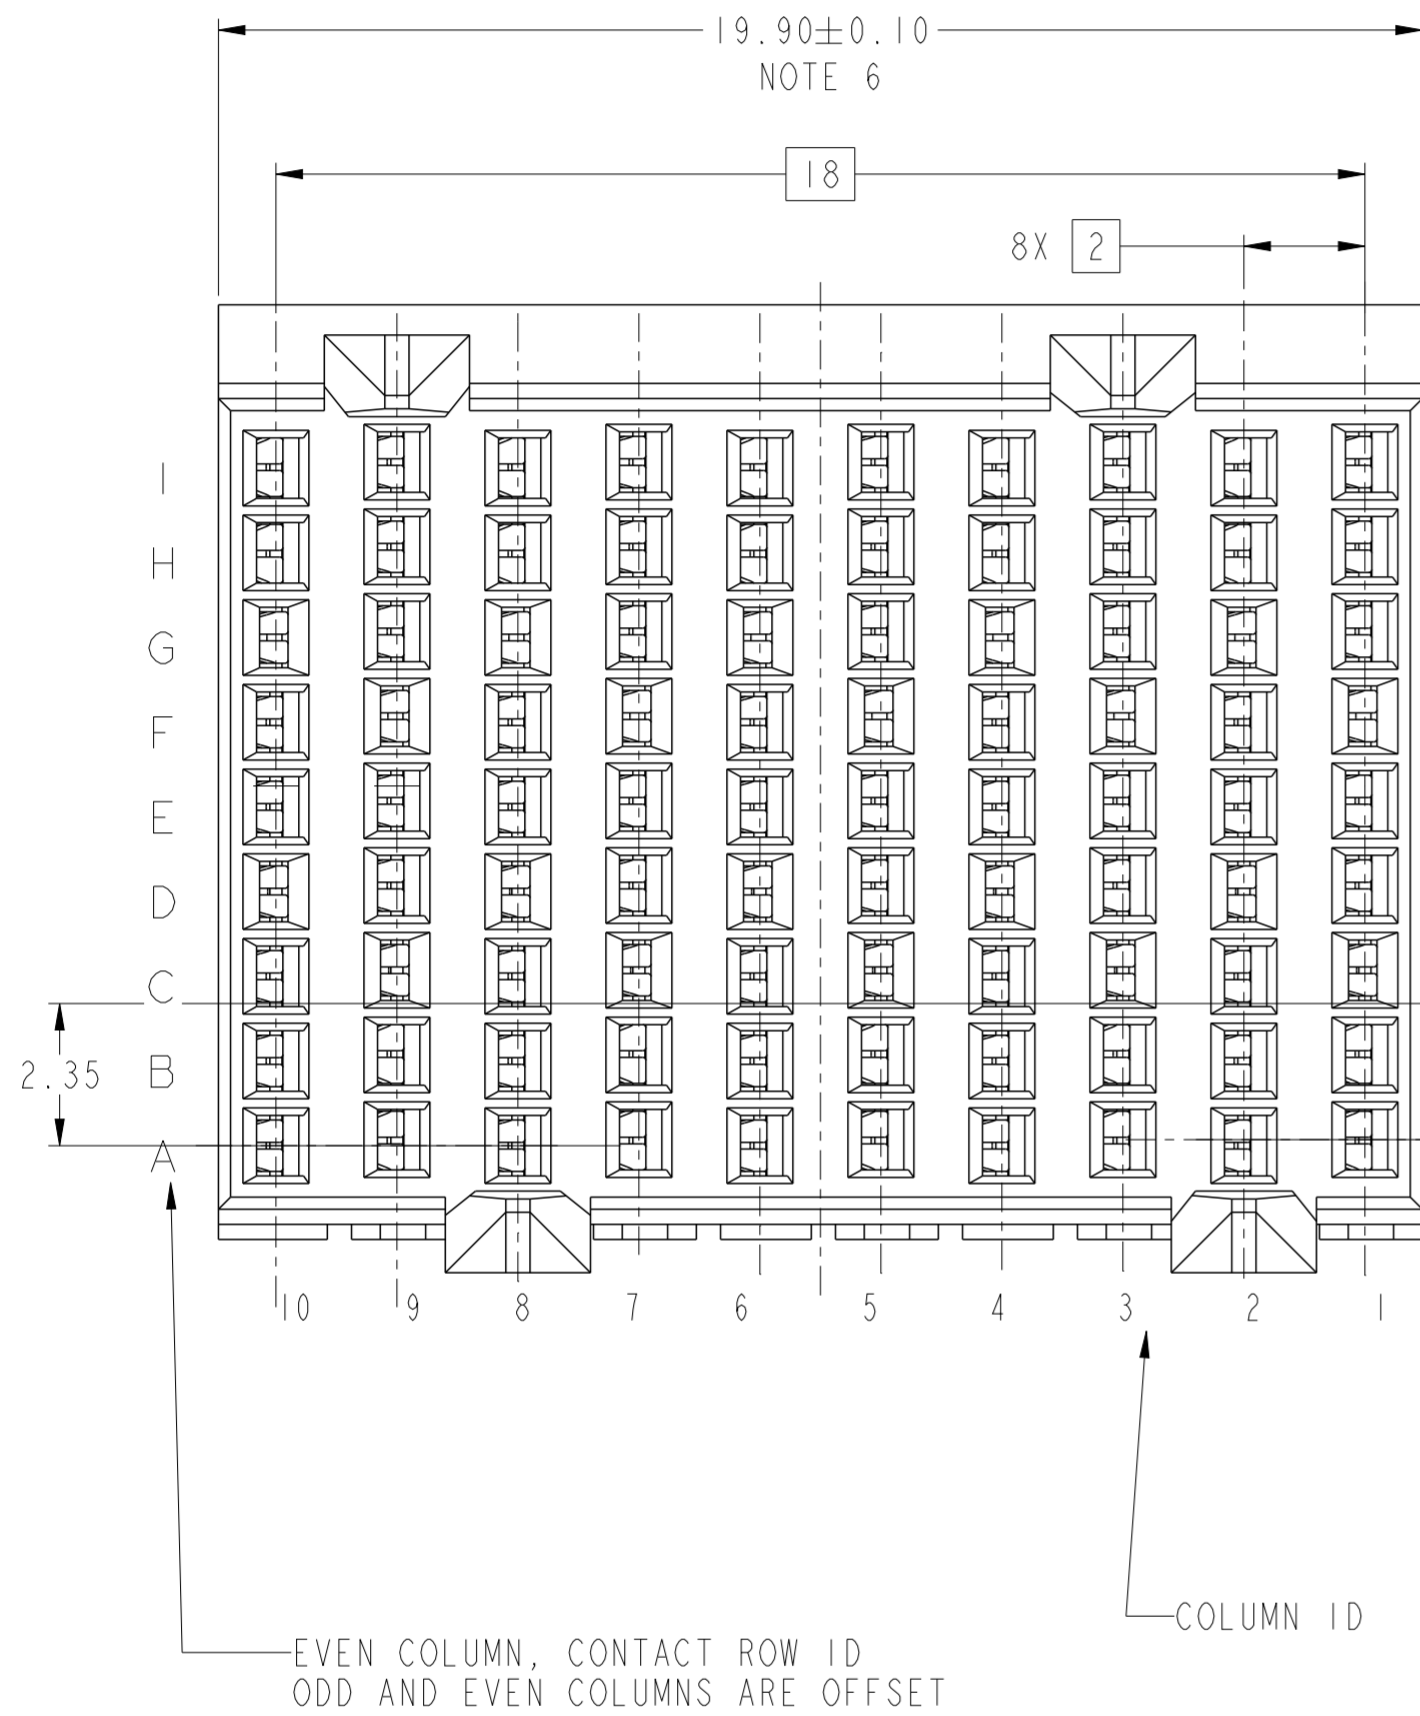 19.90±0.10
NOTE 6
18
8X 2
I
H
G
F
E
D
C
2.35 B
A
10 9 8 7 6 5 4 3 2 1
COLUMN ID
EVEN COLUMN, CONTACT ROW ID
ODD AND EVEN COLUMNS ARE OFFSET